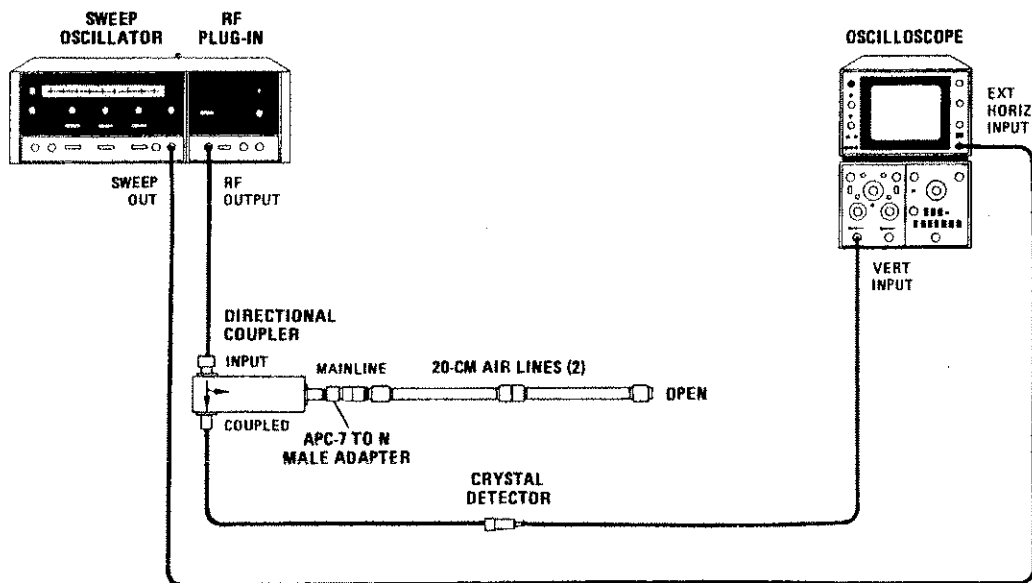 SWEEP
OSCILLATOR
RF
PLUG-IN
OSCILLOSCOPE
EXT
HORIZ
INPUT
SWEEP
OUT
RF
OUTPUT
VERT
INPUT
DIRECTIONAL
COUPLER
INPUT
MAINLINE
20-CM AIR LINES (2)
OPEN
COUPLED
APC-7 TO N
MALE ADAPTER
CRYSTAL
DETECTOR